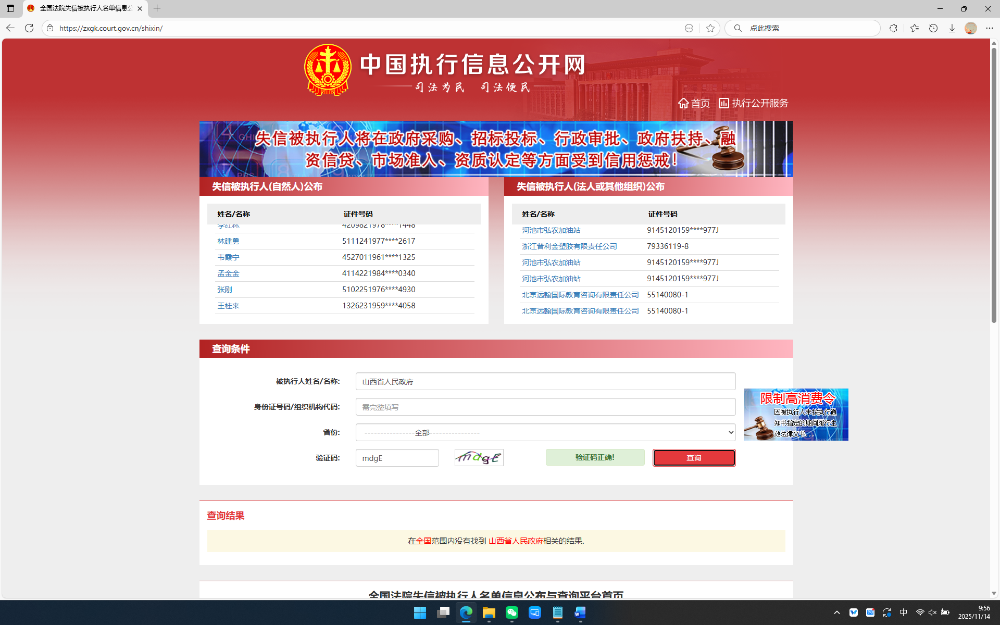 全国法院失信被执行人名单信息公
https://zxgk.court.gov.cn/shixin/
点此搜索
中国执行信息公开网
司法为民 司法便民
首页 执行公开服务
失信被执行人将在政府采购、招标投标、行政审批、政府扶持、融
资信贷、市场准入、资质认定等方面受到信用惩戒!
失信被执行人(自然人)公布
姓名/名称 证件号码
李红林 4209821978****1448
林建勇 5111241977****2617
韦霞宁 4527011961****1325
孟金金 4114221984****0340
张刚 5102251976****4930
王桂来 1326231959****4058
失信被执行人(法人或其他组织)公布
姓名/名称 证件号码
河池市弘农加油站 9145120159****977J
浙江普利金塑胶有限责任公司 79336119-8
河池市弘农加油站 9145120159****977J
河池市弘农加油站 9145120159****977J
北京远翰国际教育咨询有限责任公司 55140080-1
北京远翰国际教育咨询有限责任公司 55140080-1
查询条件
被执行人姓名/名称: 山西省人民政府
身份证号码/组织机构代码: 需完整填写
省份: ----------------全部----------------
验证码: mdgE mdgE 验证码正确! 查询
限制高消费令
因被执行人未按执行通
知书指定的期间履行生
效法律文书...
查询结果
在全国范围内没有找到 山西省人民政府相关的结果.
全国法院失信被执行人名单信息公布与查询平台首页
中
9:56
2025/11/14